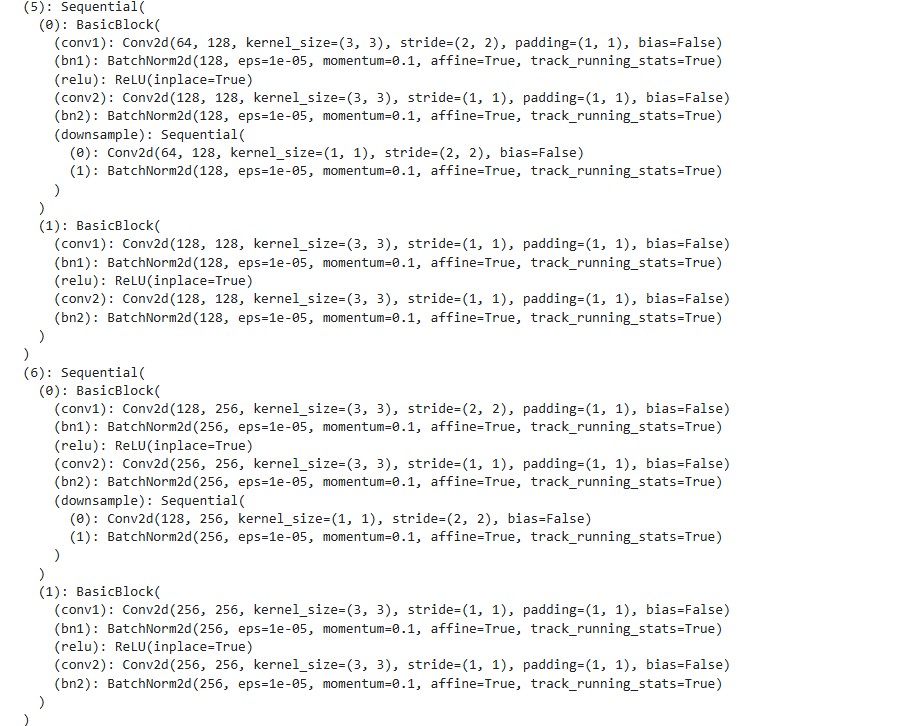 (5): Sequential(
  (0): BasicBlock(
    (conv1): Conv2d(64, 128, kernel_size=(3, 3), stride=(2, 2), padding=(1, 1), bias=False)
    (bn1): BatchNorm2d(128, eps=1e-05, momentum=0.1, affine=True, track_running_stats=True)
    (relu): ReLU(inplace=True)
    (conv2): Conv2d(128, 128, kernel_size=(3, 3), stride=(1, 1), padding=(1, 1), bias=False)
    (bn2): BatchNorm2d(128, eps=1e-05, momentum=0.1, affine=True, track_running_stats=True)
    (downsample): Sequential(
      (0): Conv2d(64, 128, kernel_size=(1, 1), stride=(2, 2), bias=False)
      (1): BatchNorm2d(128, eps=1e-05, momentum=0.1, affine=True, track_running_stats=True)
    )
  )
  (1): BasicBlock(
    (conv1): Conv2d(128, 128, kernel_size=(3, 3), stride=(1, 1), padding=(1, 1), bias=False)
    (bn1): BatchNorm2d(128, eps=1e-05, momentum=0.1, affine=True, track_running_stats=True)
    (relu): ReLU(inplace=True)
    (conv2): Conv2d(128, 128, kernel_size=(3, 3), stride=(1, 1), padding=(1, 1), bias=False)
    (bn2): BatchNorm2d(128, eps=1e-05, momentum=0.1, affine=True, track_running_stats=True)
  )
)
(6): Sequential(
  (0): BasicBlock(
    (conv1): Conv2d(128, 256, kernel_size=(3, 3), stride=(2, 2), padding=(1, 1), bias=False)
    (bn1): BatchNorm2d(256, eps=1e-05, momentum=0.1, affine=True, track_running_stats=True)
    (relu): ReLU(inplace=True)
    (conv2): Conv2d(256, 256, kernel_size=(3, 3), stride=(1, 1), padding=(1, 1), bias=False)
    (bn2): BatchNorm2d(256, eps=1e-05, momentum=0.1, affine=True, track_running_stats=True)
    (downsample): Sequential(
      (0): Conv2d(128, 256, kernel_size=(1, 1), stride=(2, 2), bias=False)
      (1): BatchNorm2d(256, eps=1e-05, momentum=0.1, affine=True, track_running_stats=True)
    )
  )
  (1): BasicBlock(
    (conv1): Conv2d(256, 256, kernel_size=(3, 3), stride=(1, 1), padding=(1, 1), bias=False)
    (bn1): BatchNorm2d(256, eps=1e-05, momentum=0.1, affine=True, track_running_stats=True)
    (relu): ReLU(inplace=True)
    (conv2): Conv2d(256, 256, kernel_size=(3, 3), stride=(1, 1), padding=(1, 1), bias=False)
    (bn2): BatchNorm2d(256, eps=1e-05, momentum=0.1, affine=True, track_running_stats=True)
  )
)